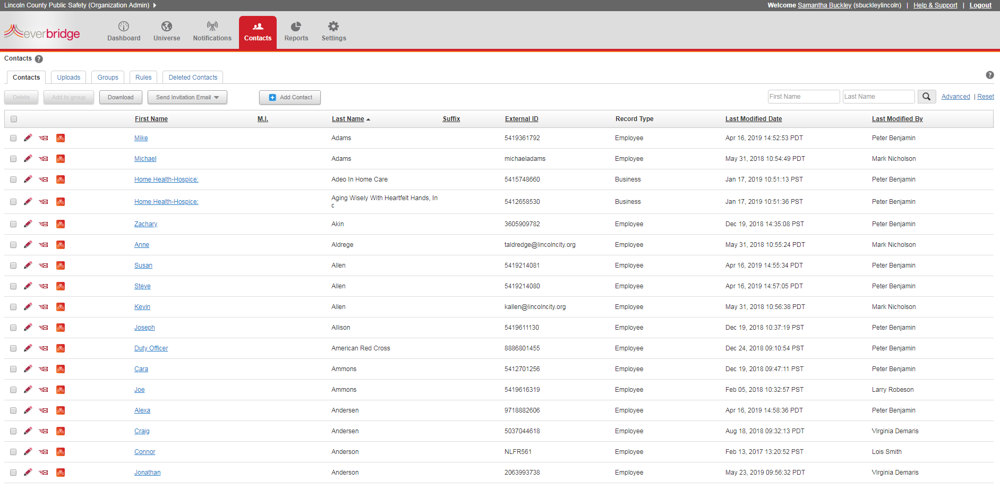 Lincoln County Public Safety (Organization Admin)
Welcome Samantha Buckley (sbuckleylincoln) | Help & Support | Logout
everbridge
Dashboard Universe Notifications Contacts Reports Settings
Contacts ?
Contacts Uploads Groups Rules Deleted Contacts ?
Delete Add to group Download Send Invitation Email Add Contact First Name Last Name Advanced | Reset
First Name M.I. Last Name Suffix External ID Record Type Last Modified Date Last Modified By
Mike Adams 5419361792 Employee Apr 16, 2019 14:52:53 PDT Peter Benjamin
Michael Adams michaeladams Employee May 31, 2018 10:54:49 PDT Mark Nicholson
Home Health-Hospice: Adeo In Home Care 5415748660 Business Jan 17, 2019 10:51:13 PST Peter Benjamin
Home Health-Hospice: Aging Wisely With Heartfelt Hands, In
c 5412658530 Business Jan 17, 2019 10:51:36 PST Peter Benjamin
Zachary Akin 3605909782 Employee Dec 19, 2018 14:35:08 PST Peter Benjamin
Anne Aldrege taldredge@lincolncity.org Employee May 31, 2018 10:55:24 PDT Mark Nicholson
Susan Allen 5419214081 Employee Apr 16, 2019 14:55:34 PDT Peter Benjamin
Steve Allen 5419214080 Employee Apr 16, 2019 14:57:05 PDT Peter Benjamin
Kevin Allen kallen@lincolncity.org Employee May 31, 2018 10:56:38 PDT Mark Nicholson
Joseph Allison 5419611130 Employee Dec 19, 2018 10:37:19 PST Peter Benjamin
Duty Officer American Red Cross 8886801455 Employee Dec 24, 2018 09:10:54 PST Peter Benjamin
Cara Ammons 5412701256 Employee Dec 19, 2018 09:47:11 PST Peter Benjamin
Joe Ammons 5419616319 Employee Feb 05, 2018 10:32:57 PST Larry Robeson
Alexa Andersen 9718882606 Employee Apr 16, 2019 14:58:36 PDT Peter Benjamin
Craig Andersen 5037044618 Employee Aug 18, 2018 09:32:13 PDT Virginia Demaris
Connor Anderson NLFR561 Employee Feb 13, 2017 13:20:52 PST Lois Smith
Jonathan Anderson 2063993738 Employee May 23, 2019 09:56:32 PDT Virginia Demaris